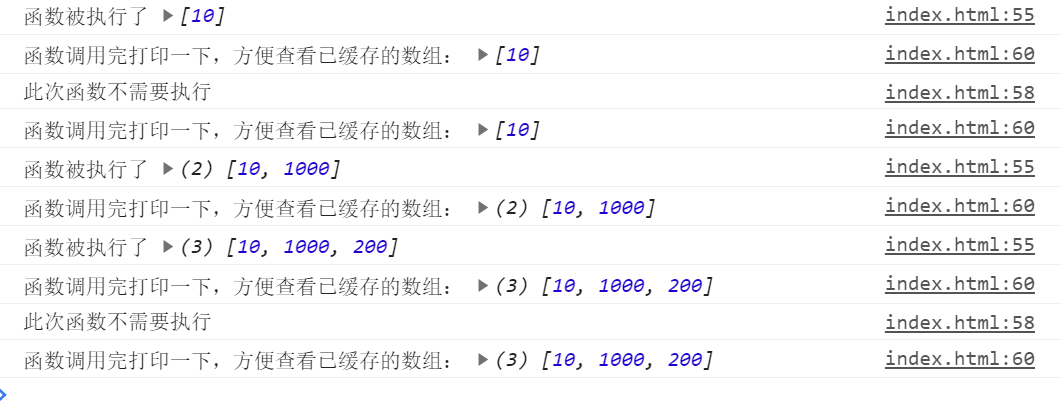 函数被执行了 ▶[10] index.html:55
函数调用完打印一下，方便查看已缓存的数组： ▶[10] index.html:60
此次函数不需要执行 index.html:58
函数调用完打印一下，方便查看已缓存的数组： ▶[10] index.html:60
函数被执行了 ▶(2) [10, 1000] index.html:55
函数调用完打印一下，方便查看已缓存的数组： ▶(2) [10, 1000] index.html:60
函数被执行了 ▶(3) [10, 1000, 200] index.html:55
函数调用完打印一下，方便查看已缓存的数组： ▶(3) [10, 1000, 200] index.html:60
此次函数不需要执行 index.html:58
函数调用完打印一下，方便查看已缓存的数组： ▶(3) [10, 1000, 200] index.html:60